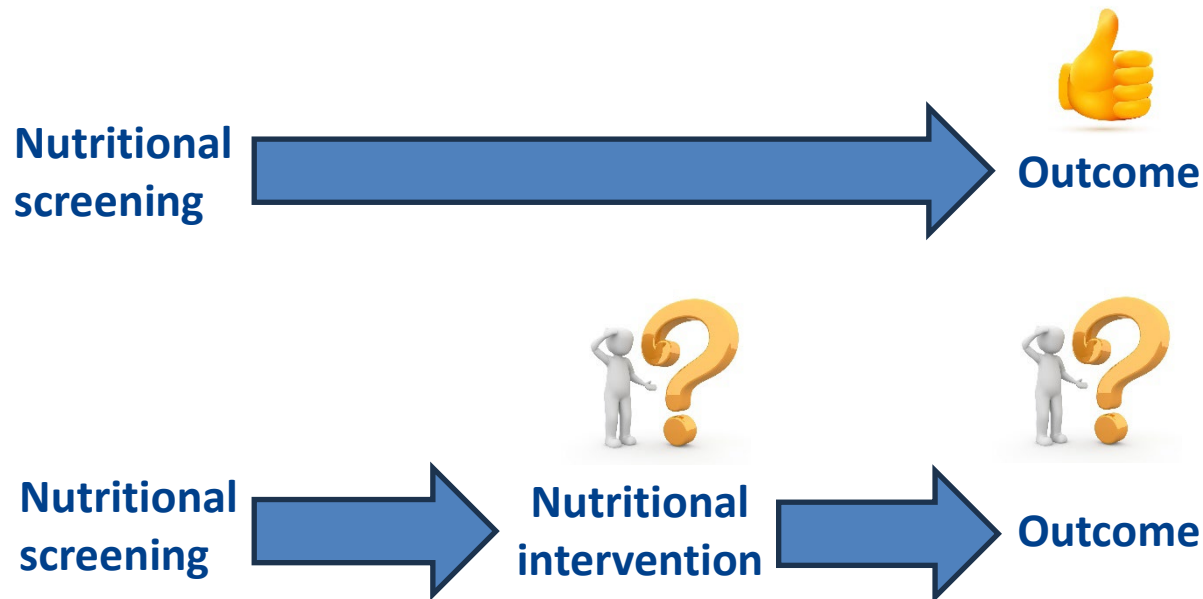 Nutritional
screening
Outcome
Nutritional
screening
Nutritional
intervention
Outcome